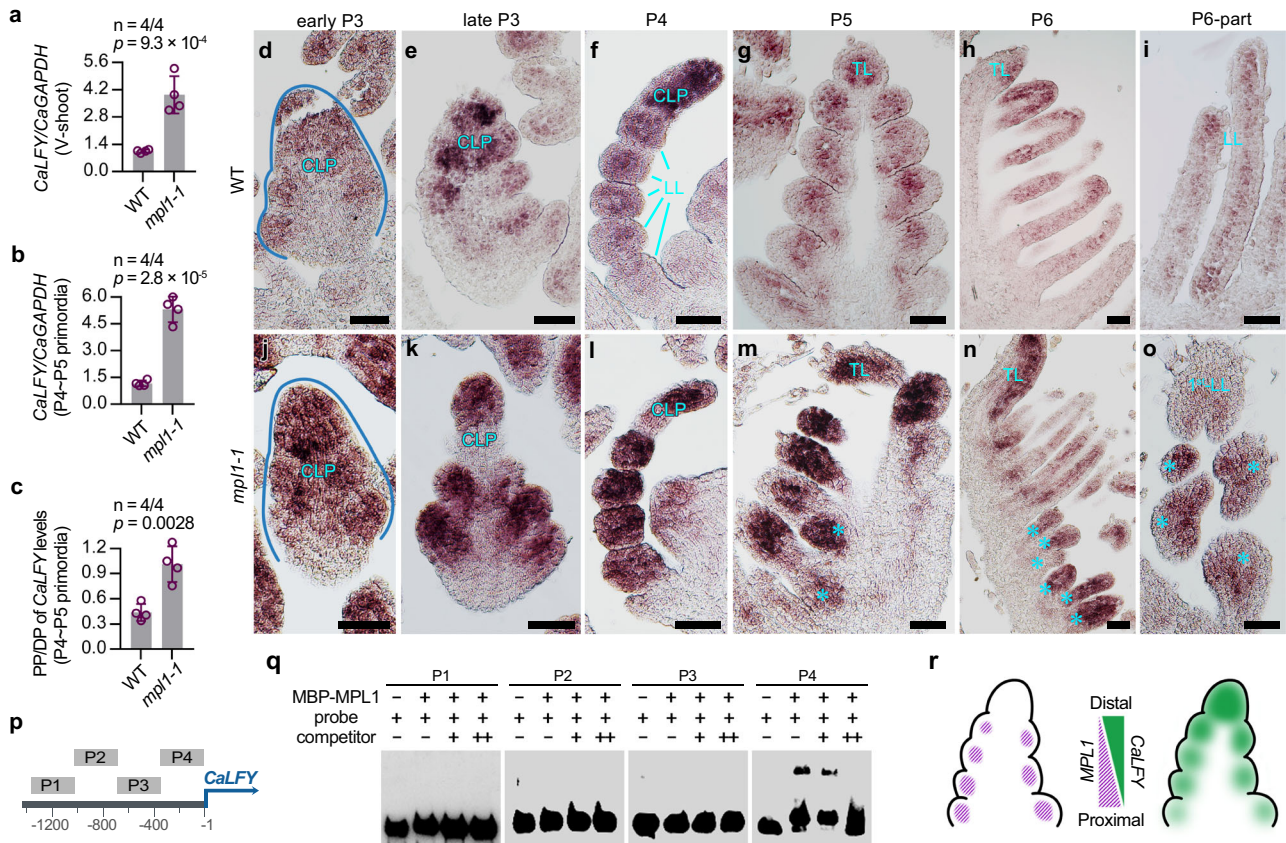 a
n = 4/4
p = 9.3 × 10-4
CaLFY/CaGAPDH
(V-shoot)
5.6
4.2
2.8
1.4
0.0
WT
mpl1-1
b
n = 4/4
p = 2.8 × 10-5
CaLFY/CaGAPDH
(P4~P5 primordia)
6.0
4.5
3.0
1.5
0.0
WT
mpl1-1
c
n = 4/4
p = 0.0028
PP/DP of CaLFY levels
(P4~P5 primordia)
1.2
0.9
0.6
0.3
0.0
WT
mpl1-1
early P3
late P3
P4
P5
P6
P6-part
WT
d
CLP
e
CLP
f
CLP
LL
g
TL
h
TL
i
LL
mpl1-1
j
CLP
k
CLP
l
CLP
m
TL
*
*
n
TL
* * * * * * *
o
* * * *
p
P2
P4
P1
P3
CaLFY
-1200
-800
-400
-1
q
P1
P2
P3
P4
MBP-MPL1
− + + +
− + + +
− + + +
− + + +
probe
+ + + +
+ + + +
+ + + +
+ + + +
competitor
+ ++
+ ++
+ ++
+ ++
r
Distal
MPL1
CaLFY
Proximal